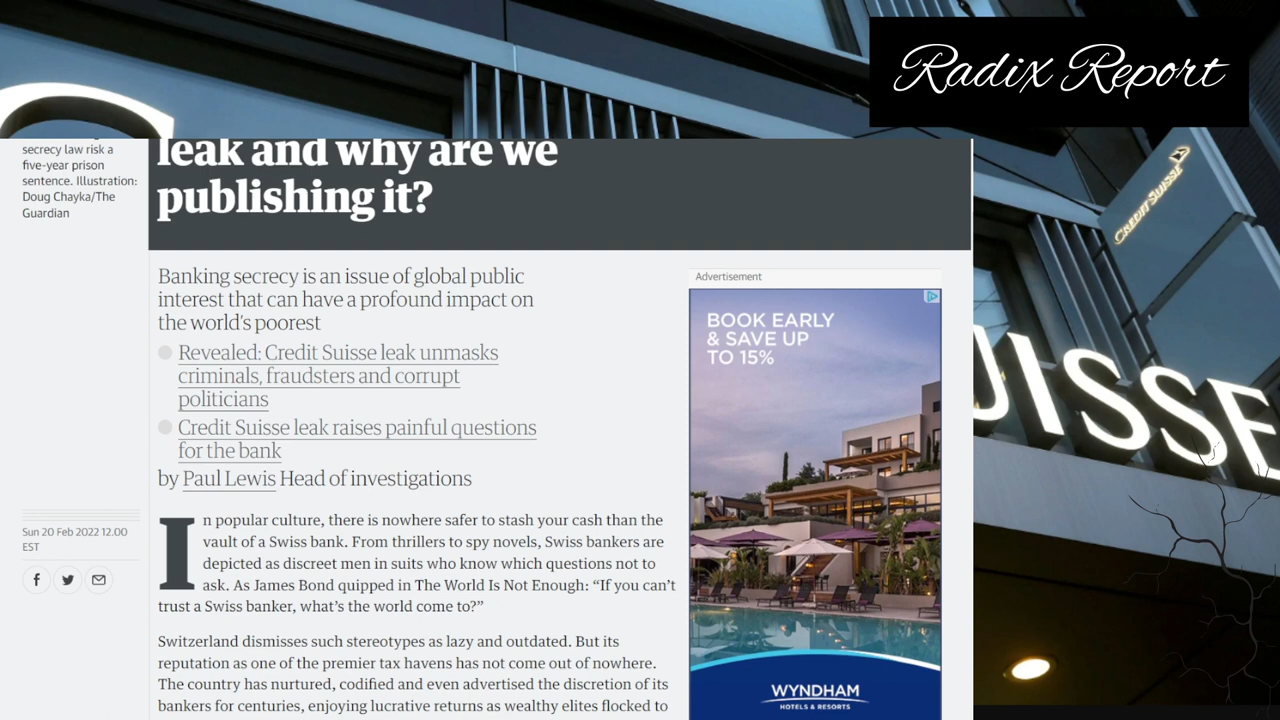 Radix Report
secrecy law risk a
five-year prison
sentence. Illustration:
Doug Chayka/The
Guardian
leak and why are we
publishing it?
Banking secrecy is an issue of global public
interest that can have a profound impact on
the world's poorest
Revealed: Credit Suisse leak unmasks
criminals, fraudsters and corrupt
politicians
Credit Suisse leak raises painful questions
for the bank
by Paul Lewis Head of investigations
Sun 20 Feb 2022 12.00
EST
In popular culture, there is nowhere safer to stash your cash than the
vault of a Swiss bank. From thrillers to spy novels, Swiss bankers are
depicted as discreet men in suits who know which questions not to
ask. As James Bond quipped in The World Is Not Enough: “If you can’t
trust a Swiss banker, what’s the world come to?”
Switzerland dismisses such stereotypes as lazy and outdated. But its
reputation as one of the premier tax havens has not come out of nowhere.
The country has nurtured, codified and even advertised the discretion of its
bankers for centuries, enjoying lucrative returns as wealthy elites flocked to
Advertisement
BOOK EARLY
& SAVE UP
TO 15%
WYNDHAM
HOTELS & RESORTS
CREDIT SUISSE
UISSE